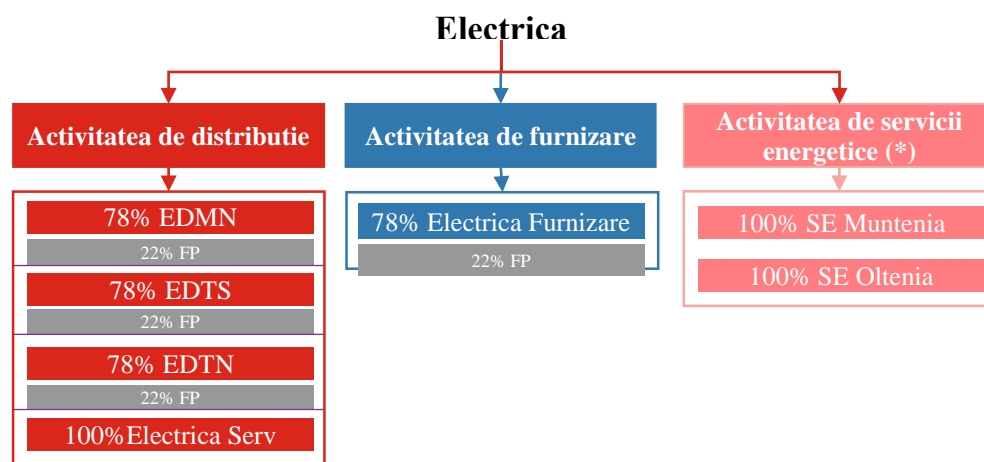 Electrica
Activitatea de distributie
78% EDMN
22% FP
78% EDTS
22% FP
78% EDTN
22% FP
100%Electrica Serv
Activitatea de furnizare
78% Electrica Furnizare
22% FP
Activitatea de servicii
energetice (*)
100% SE Muntenia
100% SE Oltenia